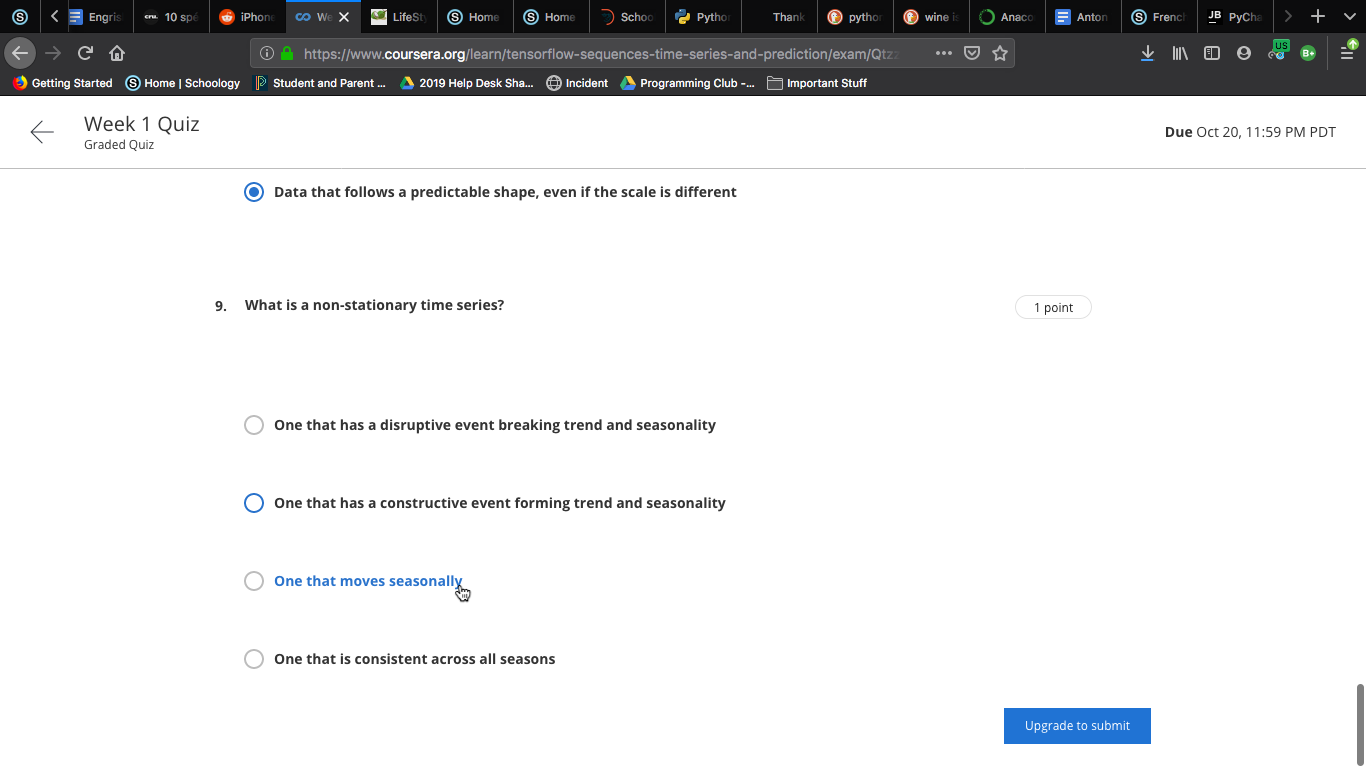 Engris 10 spé iPhone We LifeSty Home Home Schoo Python Thank python wine is Anaco Anton French PyCha
https://www.coursera.org/learn/tensorflow-sequences-time-series-and-prediction/exam/Qtz
Getting Started Home | Schoology Student and Parent ... 2019 Help Desk Sha... Incident Programming Club -... Important Stuff
Week 1 Quiz
Graded Quiz
Due Oct 20, 11:59 PM PDT
Data that follows a predictable shape, even if the scale is different
9. What is a non-stationary time series?
1 point
One that has a disruptive event breaking trend and seasonality
One that has a constructive event forming trend and seasonality
One that moves seasonally
One that is consistent across all seasons
Upgrade to submit